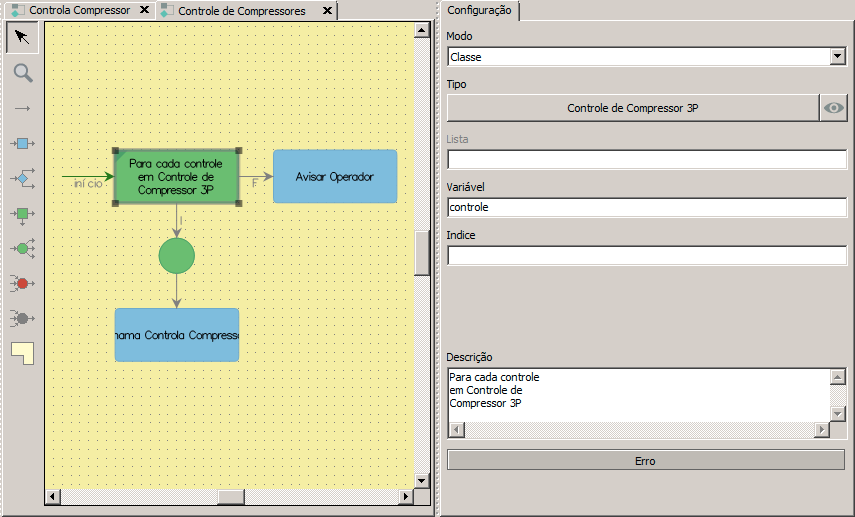 Controla Compressor
Controle de Compressores
início
Para cada controle
em Controle de
Compressor 3P
F
Avisar Operador
I
hama Controla Compresso
Configuração
Modo
Classe
Tipo
Controle de Compressor 3P
Lista
Variável
controle
Indice
Descrição
Para cada controle
em Controle de
Compressor 3P
Erro